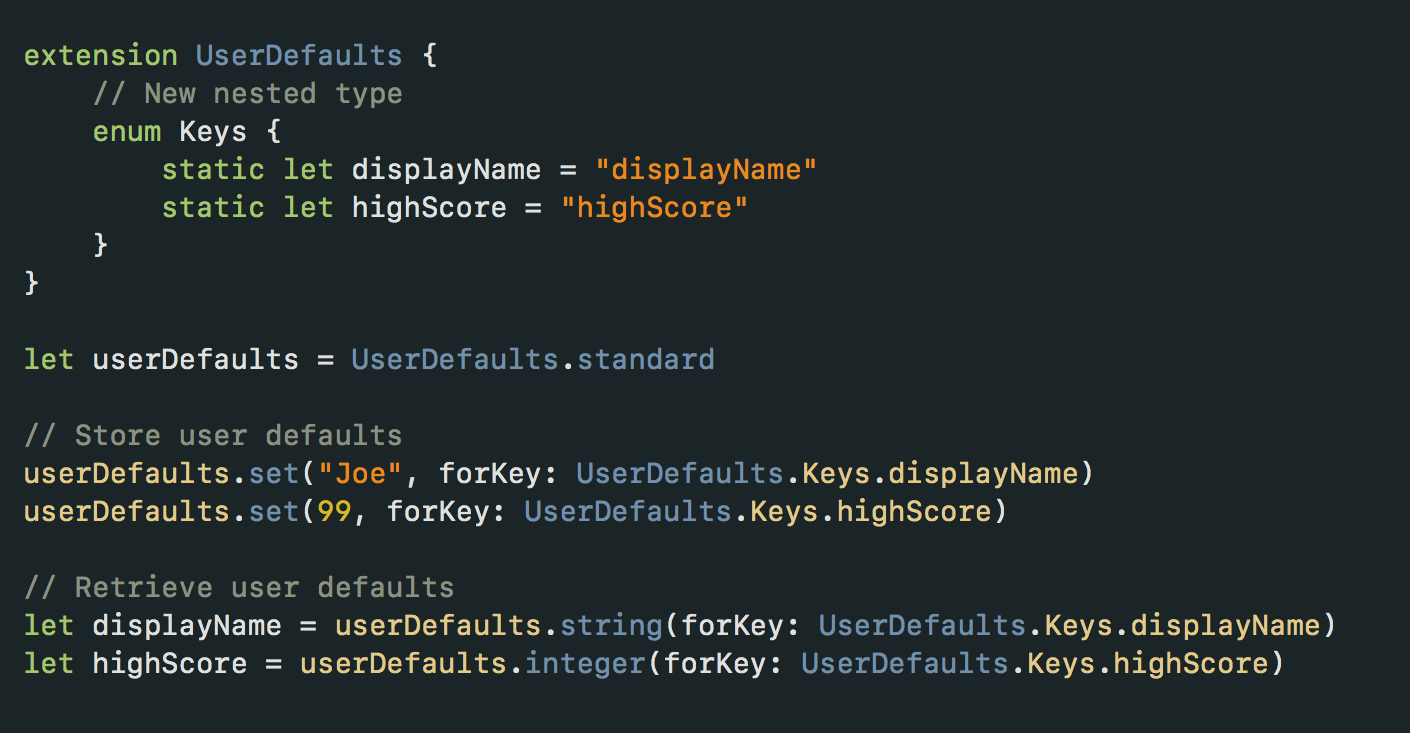 extension UserDefaults {
    // New nested type
    enum Keys {
        static let displayName = "displayName"
        static let highScore = "highScore"
    }
}

let userDefaults = UserDefaults.standard

// Store user defaults
userDefaults.set("Joe", forKey: UserDefaults.Keys.displayName)
userDefaults.set(99, forKey: UserDefaults.Keys.highScore)

// Retrieve user defaults
let displayName = userDefaults.string(forKey: UserDefaults.Keys.displayName)
let highScore = userDefaults.integer(forKey: UserDefaults.Keys.highScore)